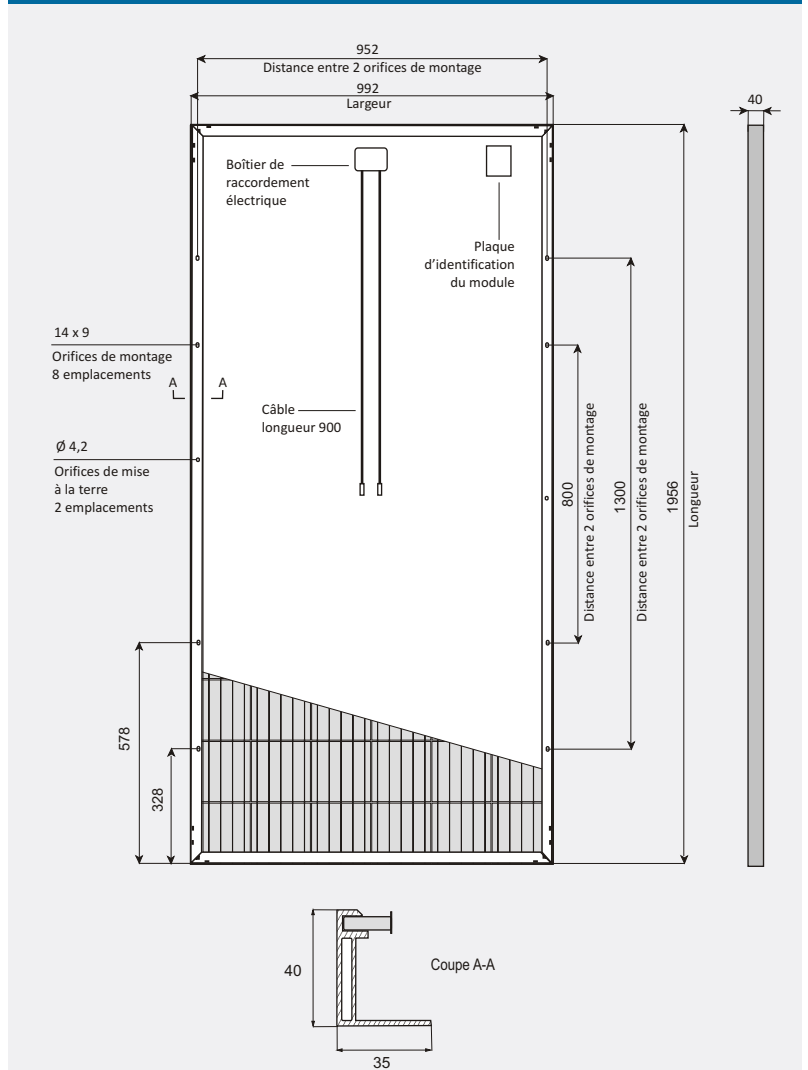 952
Distance entre 2 orifices de montage
992
Largeur
40
Boîtier de
raccordement
électrique
Plaque
d'identification
du module
14 x 9
Orifices de montage
8 emplacements
A A
Câble
longueur 900
Ø 4,2
Orifices de mise
à la terre
2 emplacements
800
Distance entre 2 orifices de montage
1300
Distance entre 2 orifices de montage
1956
Longueur
578
328
40
Coupe A-A
35